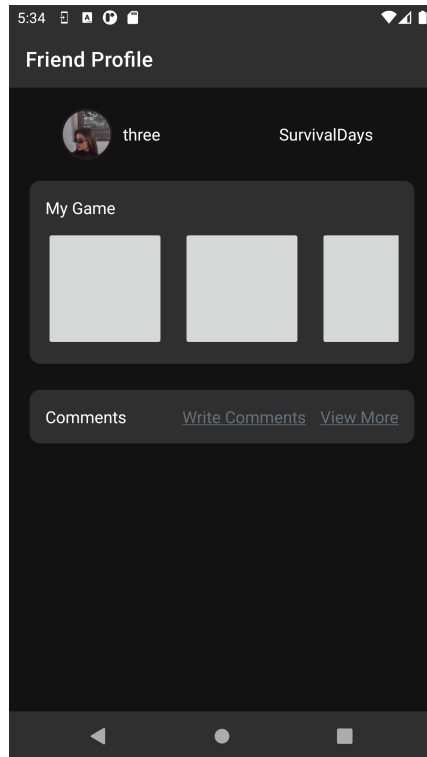 5:34
Friend Profile
three SurvivalDays
My Game
Comments Write Comments View More